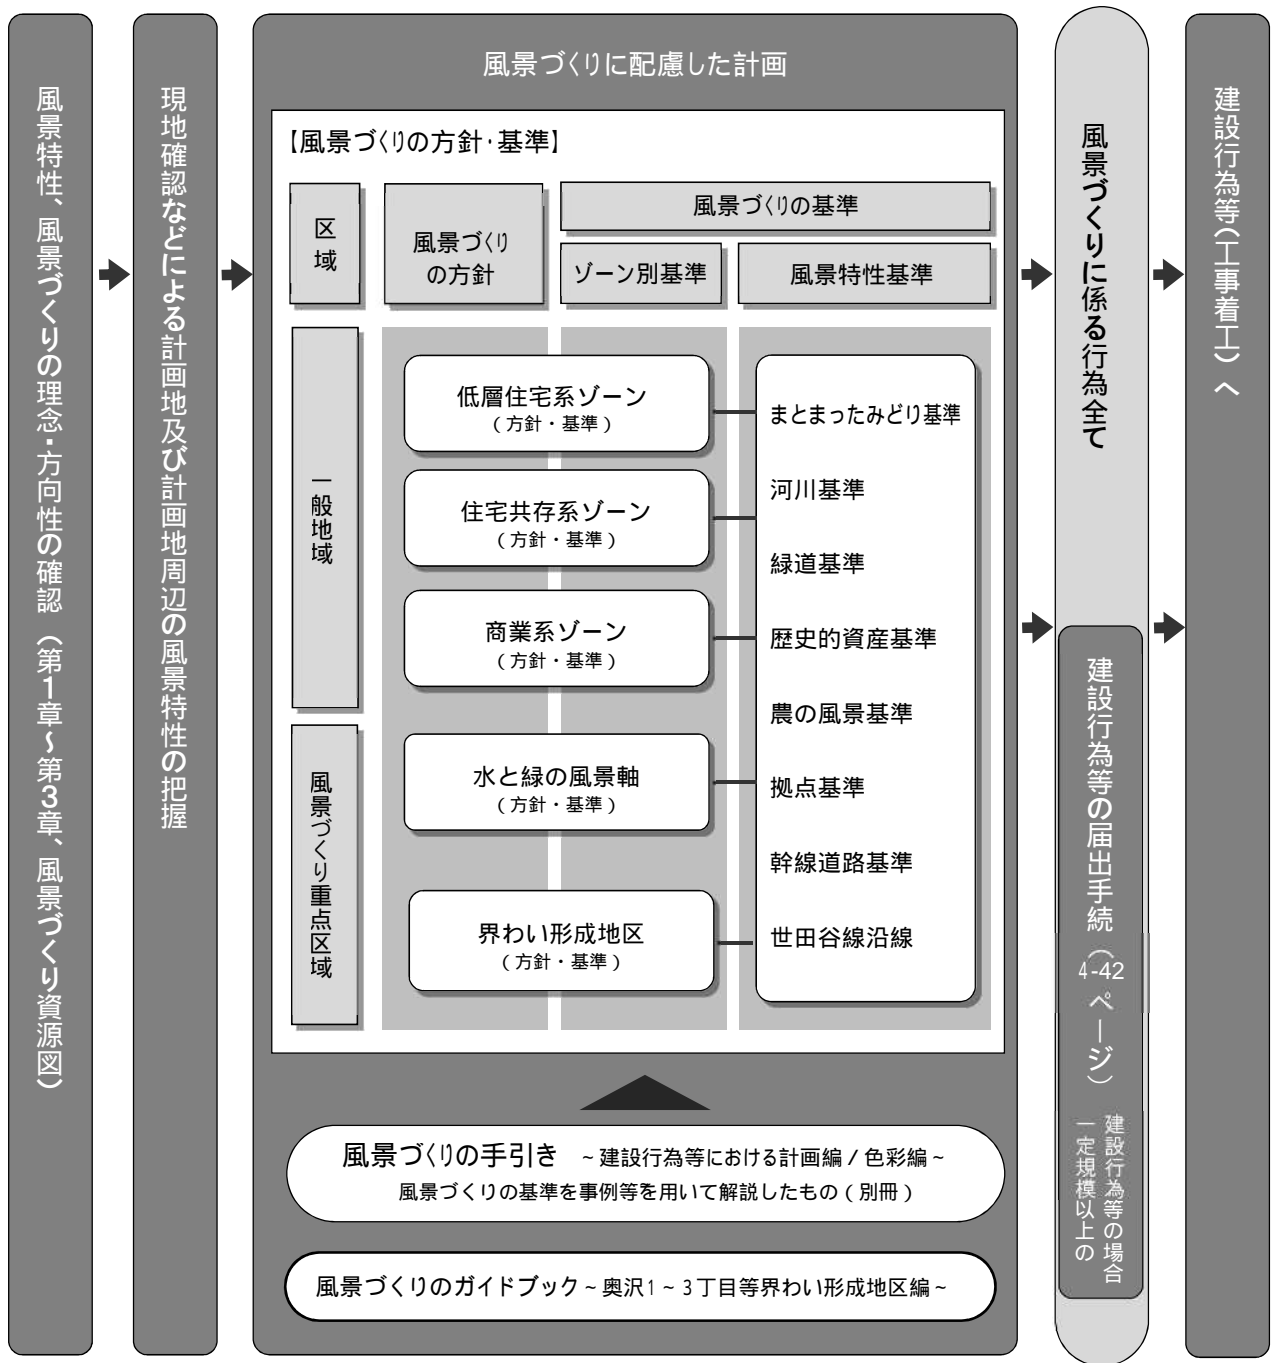 風景特性、風景づくりの理念・方向性の確認（第1章～第3章、風景づくり資源図）
現地確認などによる計画地及び計画地周辺の風景特性の把握
風景づくりに配慮した計画
【風景づくりの方針・基準】
区域
風景づくり
の方針
風景づくりの基準
ゾーン別基準
風景特性基準
一般地域
低層住宅系ゾーン
（方針・基準）
住宅共存系ゾーン
（方針・基準）
商業系ゾーン
（方針・基準）
風景づくり重点区域
水と緑の風景軸
（方針・基準）
界わい形成地区
（方針・基準）
まとまったみどり基準
河川基準
緑道基準
歴史的資産基準
農の風景基準
拠点基準
幹線道路基準
世田谷線沿線
風景づくりの手引き ～建設行為等における計画編／色彩編～
風景づくりの基準を事例等を用いて解説したもの（別冊）
風景づくりのガイドブック～奥沢1～3丁目等界わい形成地区編～
風景づくりに係る行為全て
建設行為等の届出手続（4-42ページ）
建設行為等の場合
一定規模以上の
建設行為等（工事着工）へ